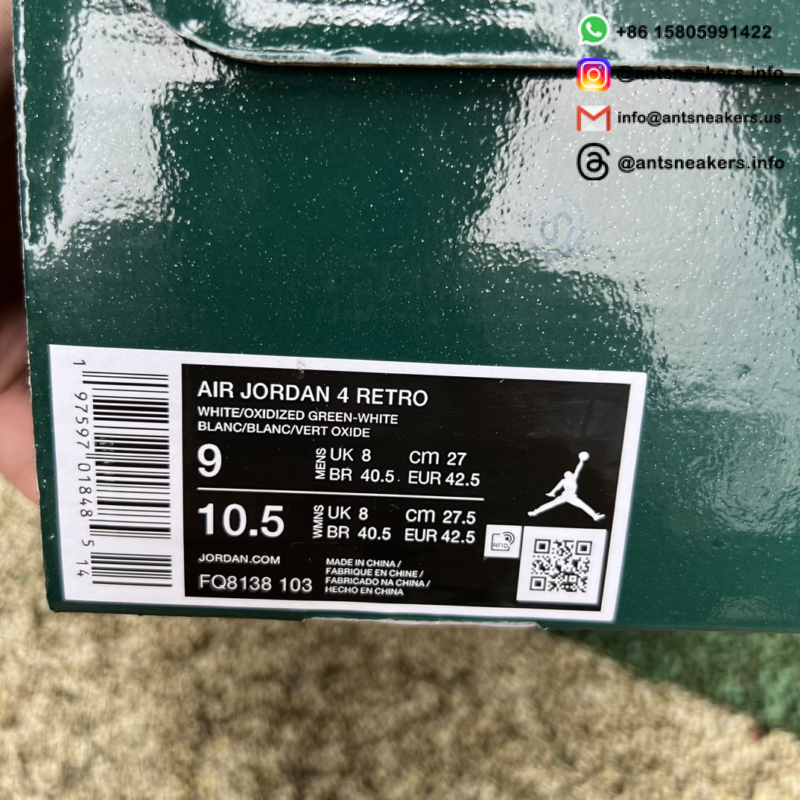 +86 15805991422
@antsneakers.info
info@antsneakers.us
@antsneakers.info
AIR JORDAN 4 RETRO
WHITE/OXIDIZED GREEN-WHITE
BLANC/BLANC/VERT OXIDE
9 MENS UK 8 cm 27
BR 40.5 EUR 42.5
10.5 WMNS UK 8 cm 27.5
BR 40.5 EUR 42.5
JORDAN.COM
FQ8138 103
MADE IN CHINA /
FABRIQUE EN CHINE /
FABRICADO NA CHINA /
HECHO EN CHINA
RFID
1 97597 01848 5 14